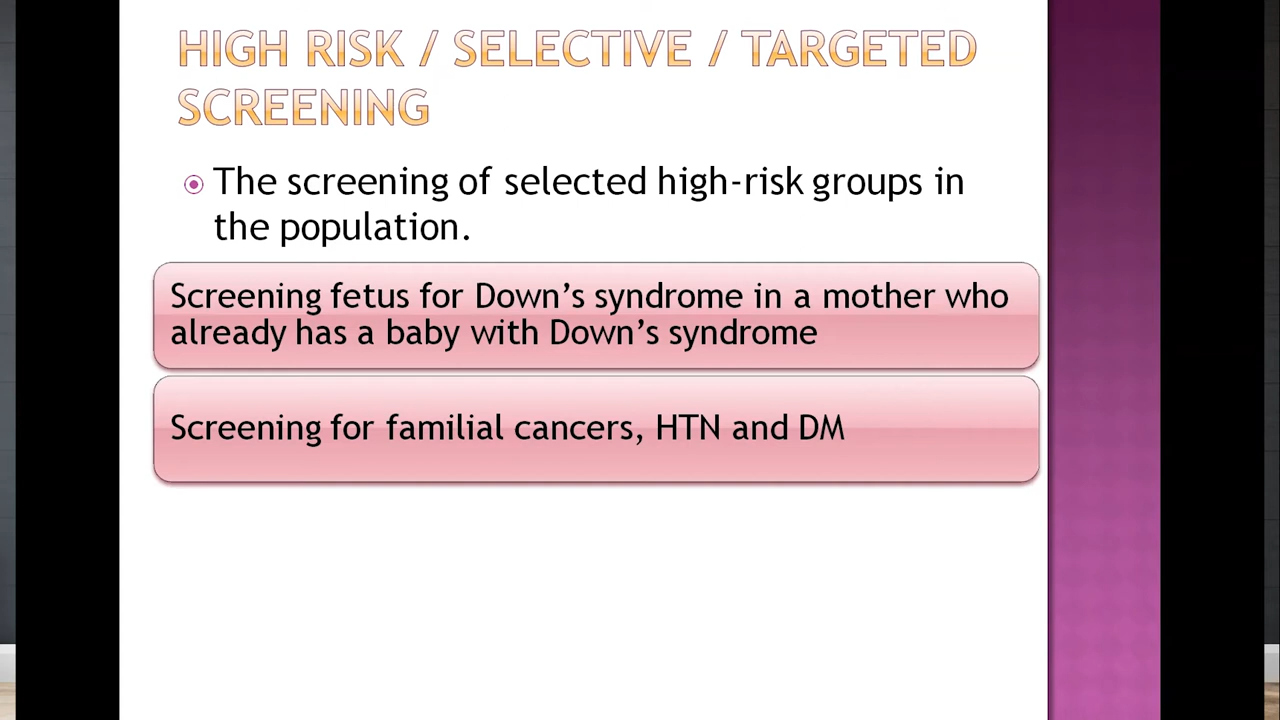 HIGH RISK / SELECTIVE / TARGETED
SCREENING
The screening of selected high-risk groups in
the population.
Screening fetus for Down’s syndrome in a mother who
already has a baby with Down’s syndrome
Screening for familial cancers, HTN and DM